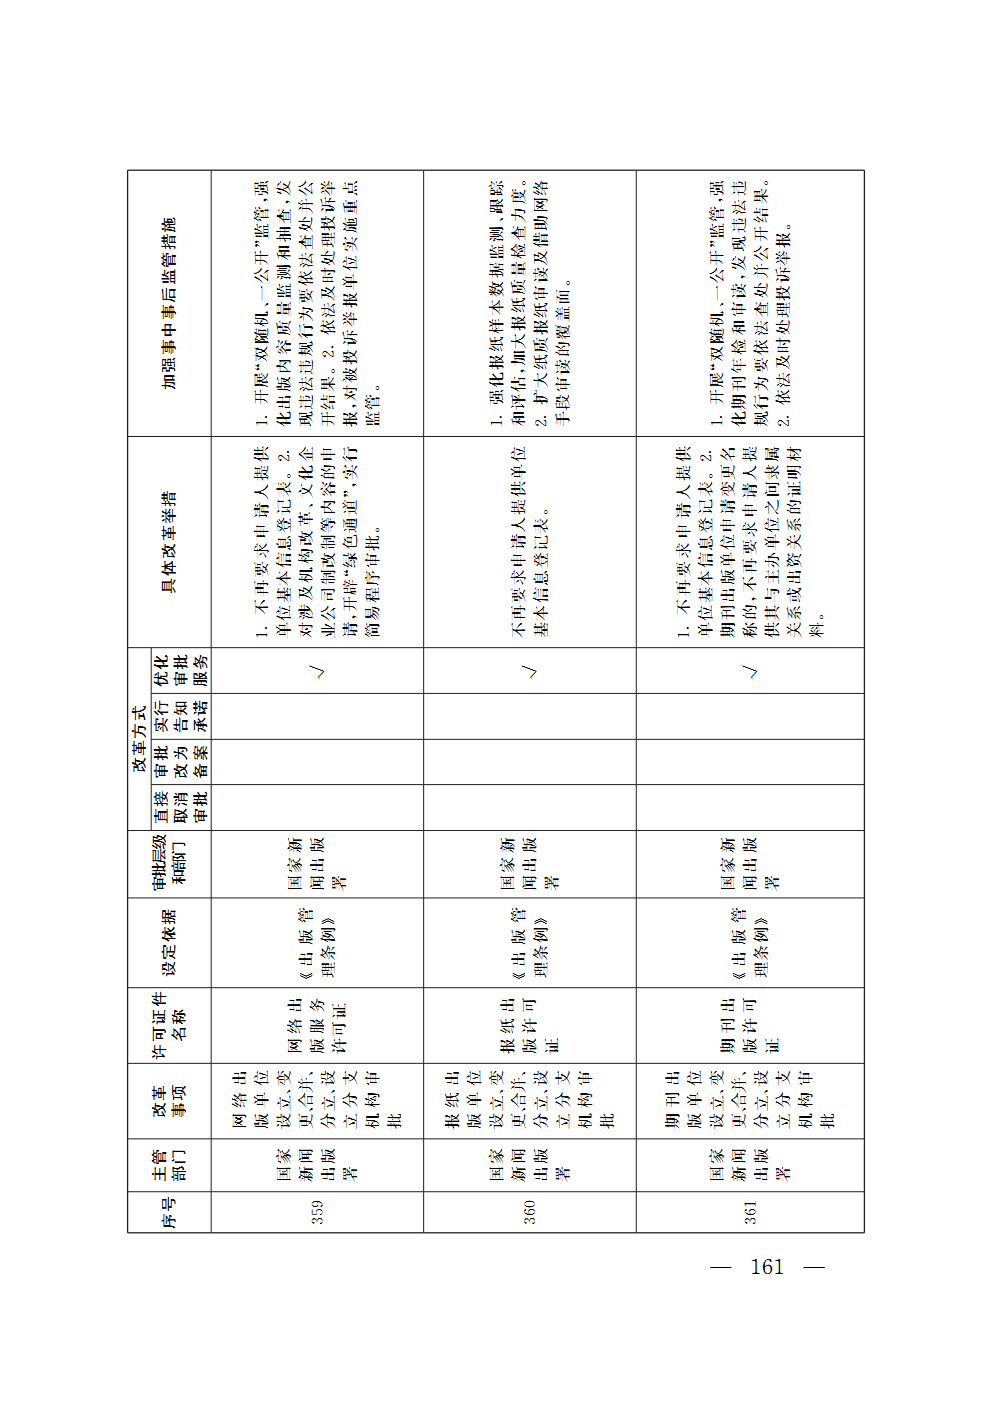 序号
主管
部门
改革
事项
许可证件
名称
设定依据
审批层级
和部门
改革方式
直接
取消
审批
审批
改为
备案
实行
告知
承诺
优化
审批
服务
具体改革举措
加强事中事后监管措施
359
国家
新闻
出版
署
网络出
版单位
设立、变
更、合并、
分立、设
立分支
机构审
批
网络出
版服务
许可证
《出版管
理条例》
国家新
闻出版
署
√
1. 不再要求申请人提供
单位基本信息登记表。2.
对涉及机构改革、文化企
业公司制改制等内容的申
请,开辟“绿色通道”,实行
简易程序审批。
1. 开展“双随机、一公开”监管,强
化出版内容质量监测和抽查,发
现违法违规行为要依法查处并公
开结果。2. 依法及时处理投诉举
报,对被投诉举报单位实施重点
监管。
360
国家
新闻
出版
署
报纸出
版单位
设立、变
更、合并、
分立、设
立分支
机构审
批
报纸出
版许可
证
《出版管
理条例》
国家新
闻出版
署
√
不再要求申请人提供单位
基本信息登记表。
1. 强化报纸样本数据监测、跟踪
和评估,加大报纸质量检查力度。
2. 扩大纸质报纸审读及借助网络
手段审读的覆盖面。
361
国家
新闻
出版
署
期刊出
版单位
设立、变
更、合并、
分立、设
立分支
机构审
批
期刊出
版许可
证
《出版管
理条例》
国家新
闻出版
署
√
1. 不再要求申请人提供
单位基本信息登记表。2.
期刊出版单位申请变更名
称的,不再要求申请人提
供其与主办单位之间隶属
关系或出资关系的证明材
料。
1. 开展“双随机、一公开”监管,强
化期刊年检和审读,发现违法违
规行为要依法查处并公开结果。
2. 依法及时处理投诉举报。
— 161 —